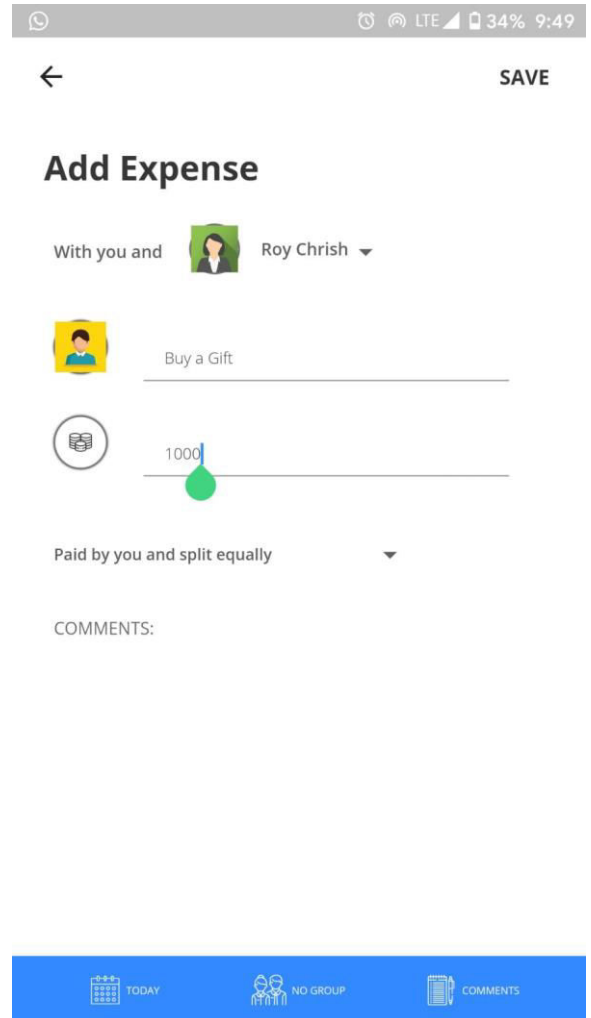 LTE 34% 9:49
SAVE
Add Expense
With you and Roy Chrish
Buy a Gift
1000
Paid by you and split equally
COMMENTS:
TODAY NO GROUP COMMENTS